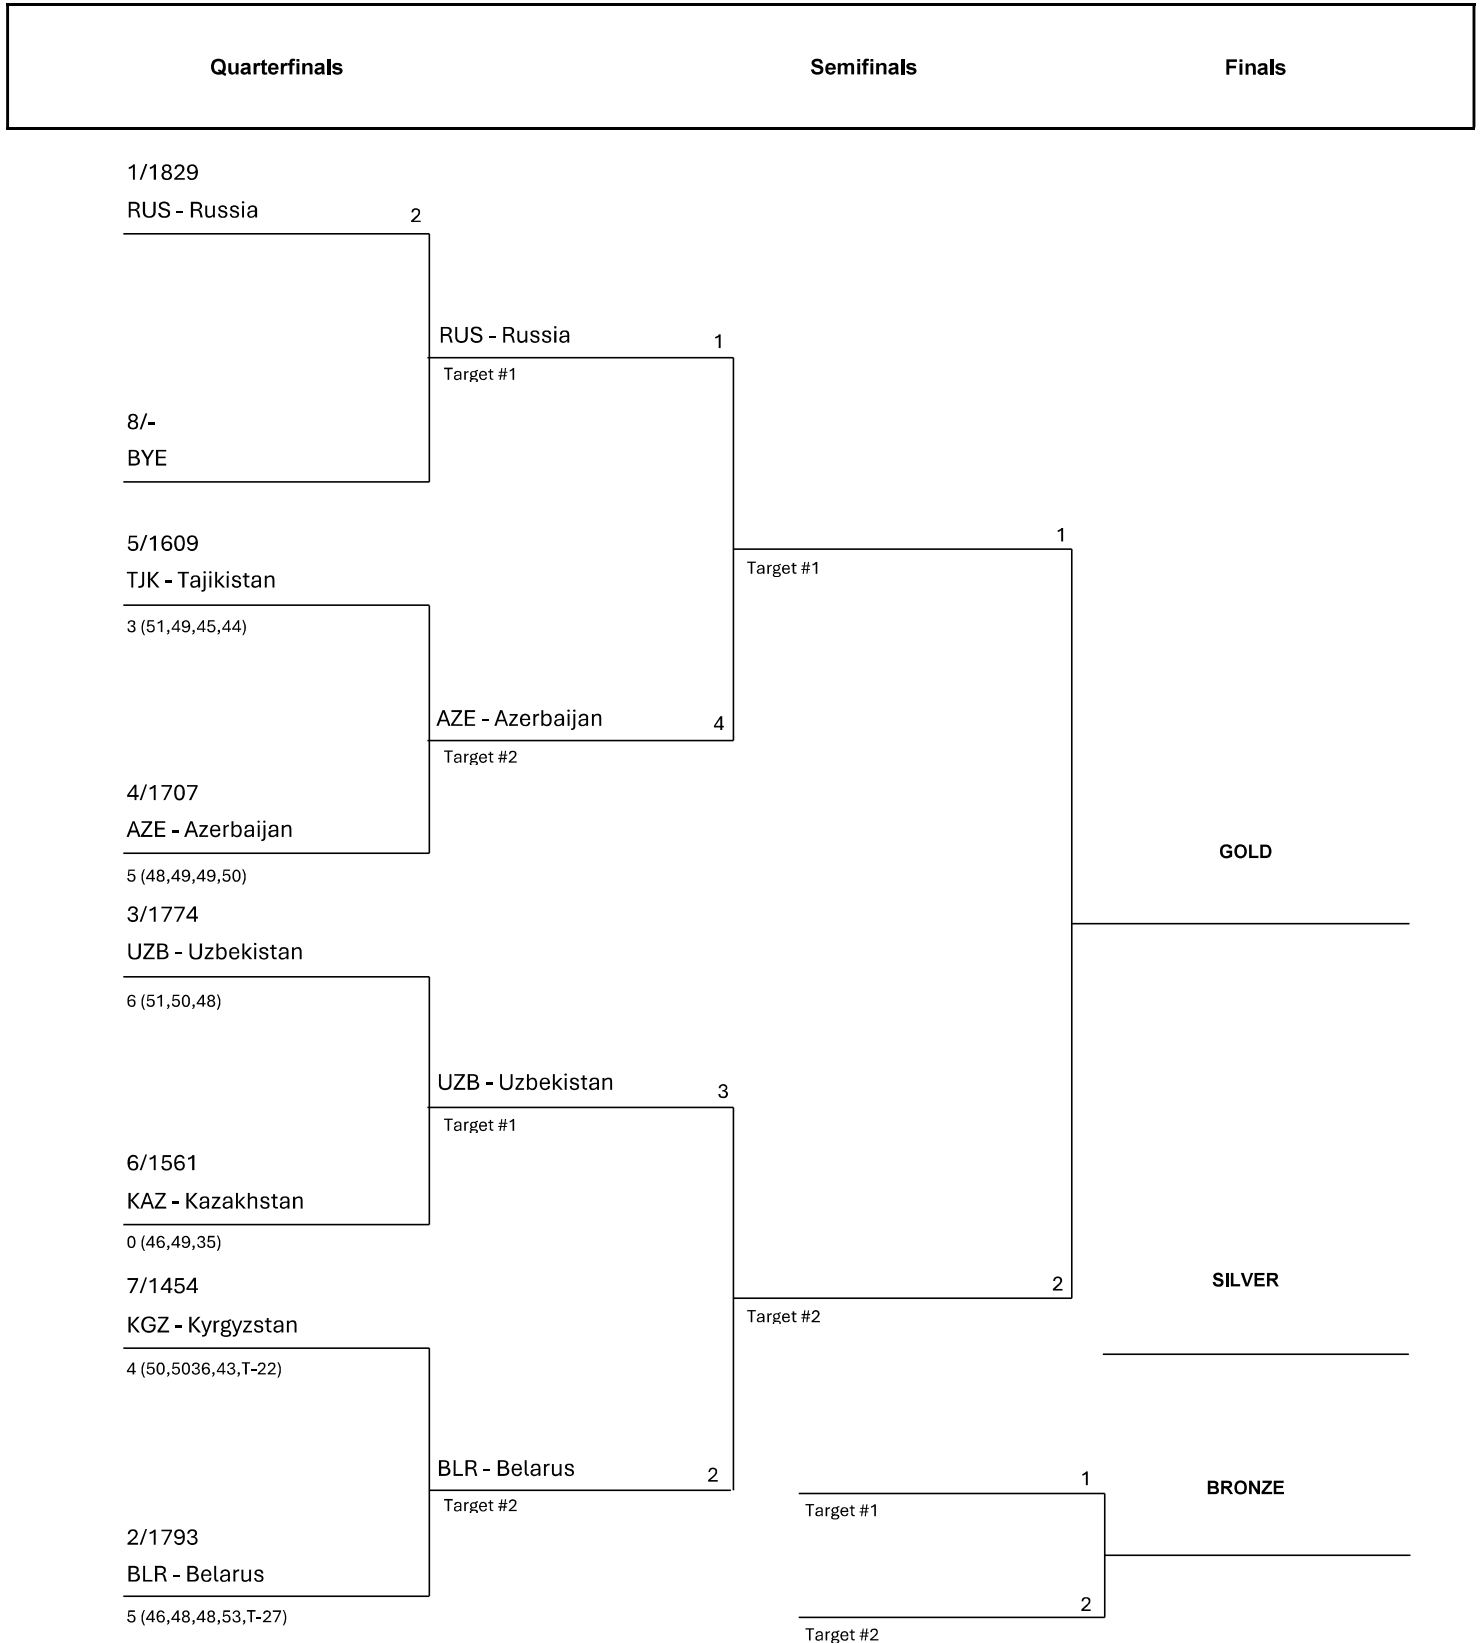 Quarterfinals Semifinals Finals
1/1829
RUS - Russia 2
RUS - Russia 1
Target #1
8/-
BYE
5/1609
TJK - Tajikistan
3 (51,49,45,44)
1
Target #1
AZE - Azerbaijan 4
Target #2
4/1707
AZE - Azerbaijan
5 (48,49,49,50)
GOLD
3/1774
UZB - Uzbekistan
6 (51,50,48)
UZB - Uzbekistan 3
Target #1
6/1561
KAZ - Kazakhstan
0 (46,49,35)
7/1454
KGZ - Kyrgyzstan
4 (50,5036,43,T-22)
2
Target #2
SILVER
BLR - Belarus 2
Target #2
1
Target #1
BRONZE
2/1793
BLR - Belarus
5 (46,48,48,53,T-27)
2
Target #2